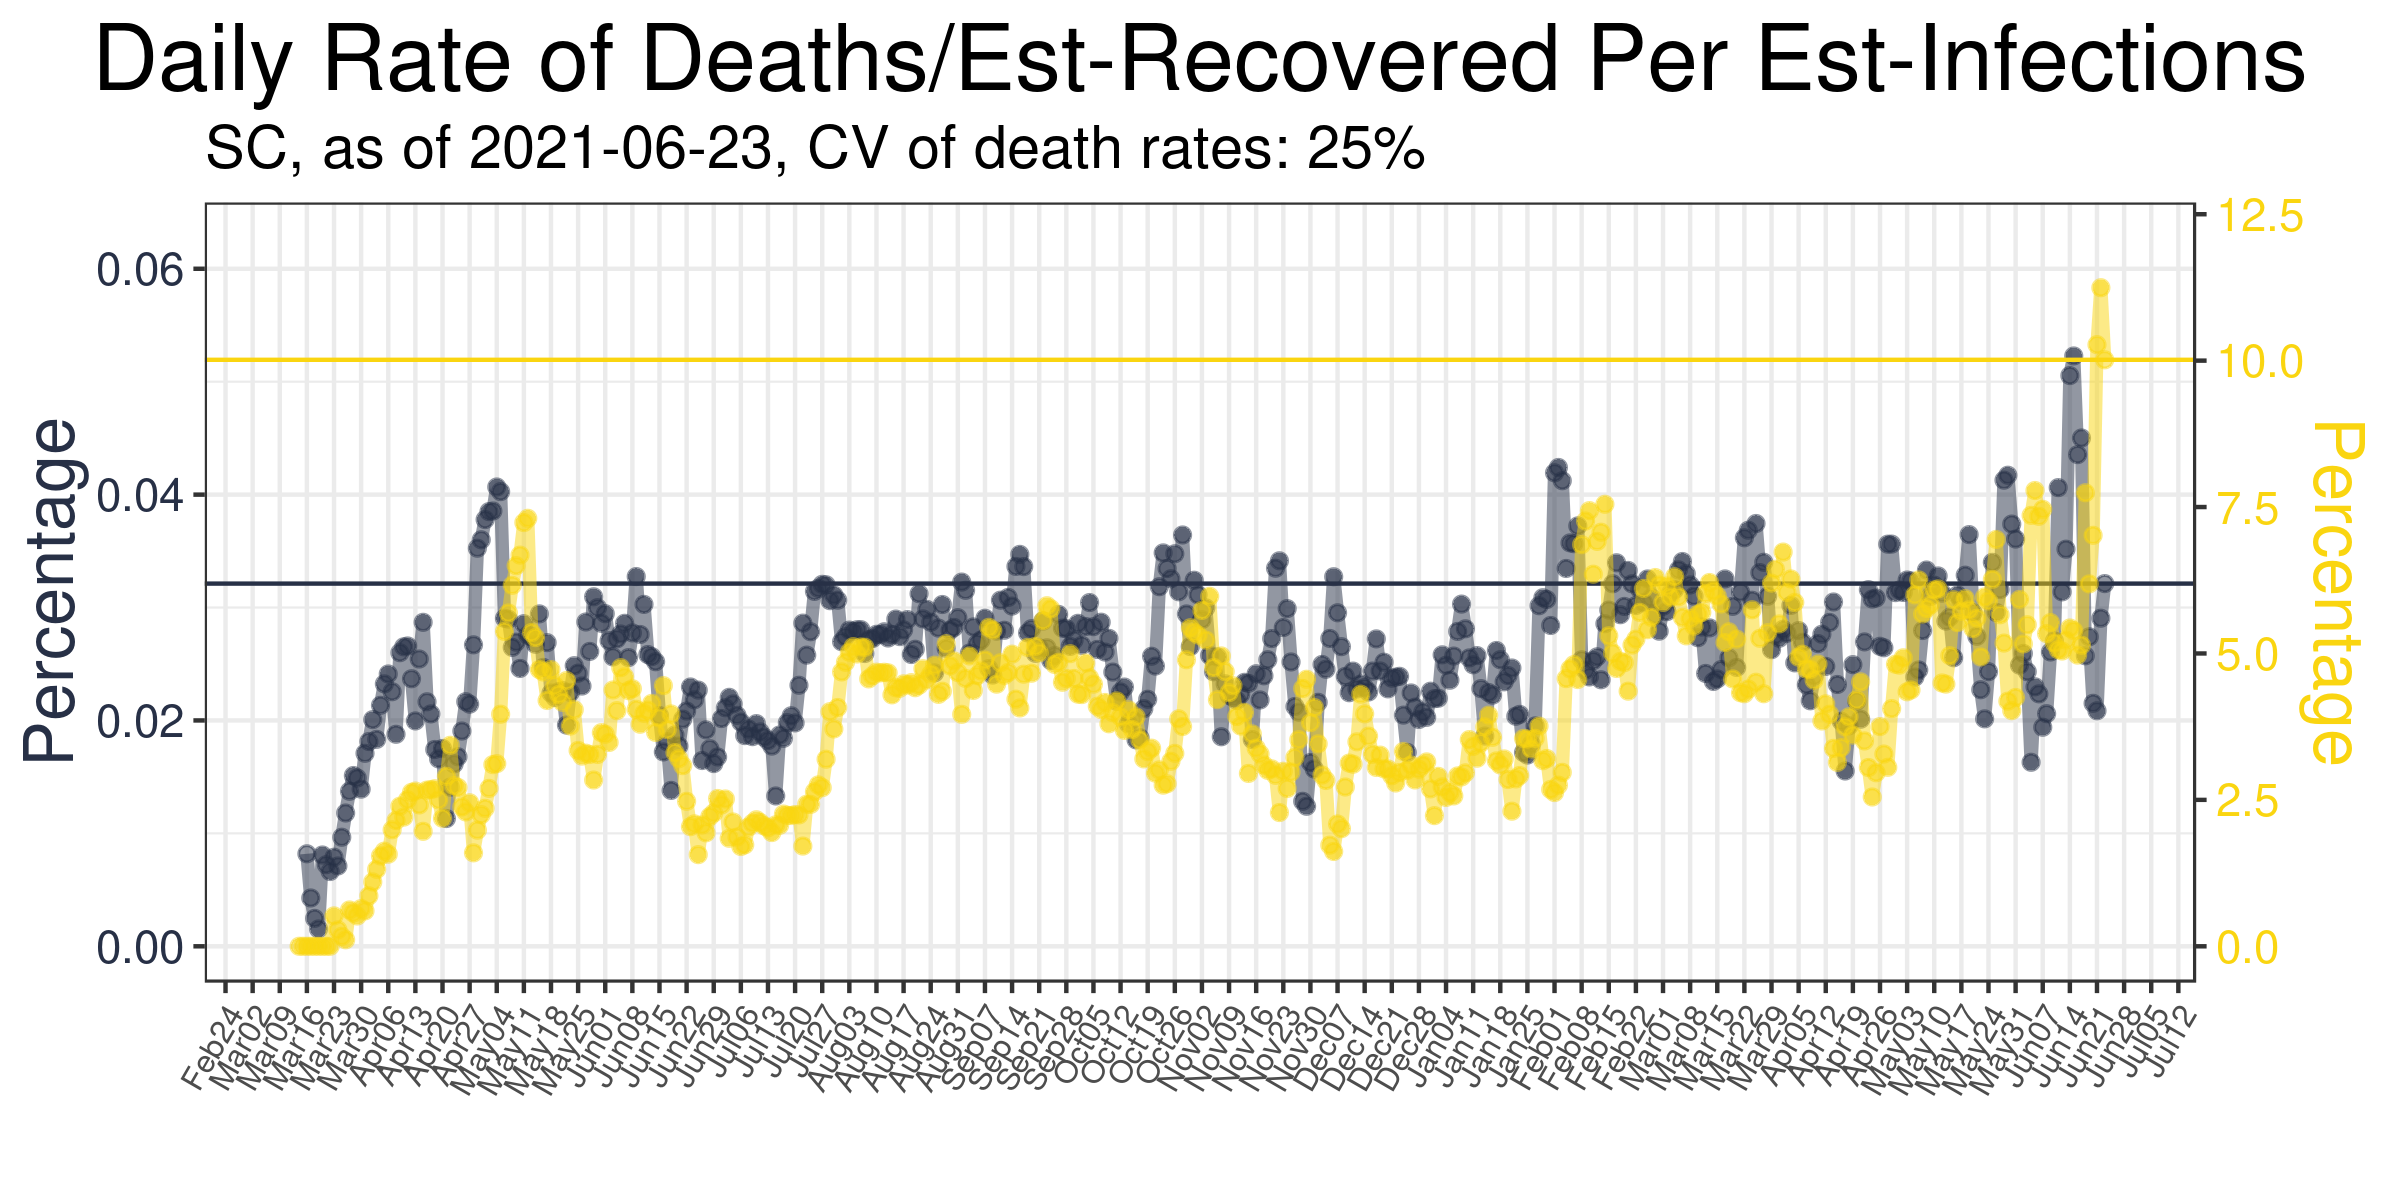 Daily Rate of Deaths/Est-Recovered Per Est-Infections
SC, as of 2021-06-23, CV of death rates: 25%
Percentage
0.06
0.04
0.02
0.00
12.5
10.0
7.5
5.0
2.5
0.0
Percentage
Feb24
Mar02
Mar09
Mar16
Mar23
Mar30
Apr06
Apr13
Apr20
Apr27
May04
May11
May18
May25
Jun01
Jun08
Jun15
Jun22
Jun29
Jul06
Jul13
Jul20
Jul27
Aug03
Aug10
Aug17
Aug24
Aug31
Sep07
Sep14
Sep21
Sep28
Oct05
Oct12
Oct19
Oct26
Nov02
Nov09
Nov16
Nov23
Nov30
Dec07
Dec14
Dec21
Dec28
Jan04
Jan11
Jan18
Jan25
Feb01
Feb08
Feb15
Feb22
Mar01
Mar08
Mar15
Mar22
Mar29
Apr05
Apr12
Apr19
Apr26
May03
May10
May17
May24
May31
Jun07
Jun14
Jun21
Jun28
Jul05
Jul12